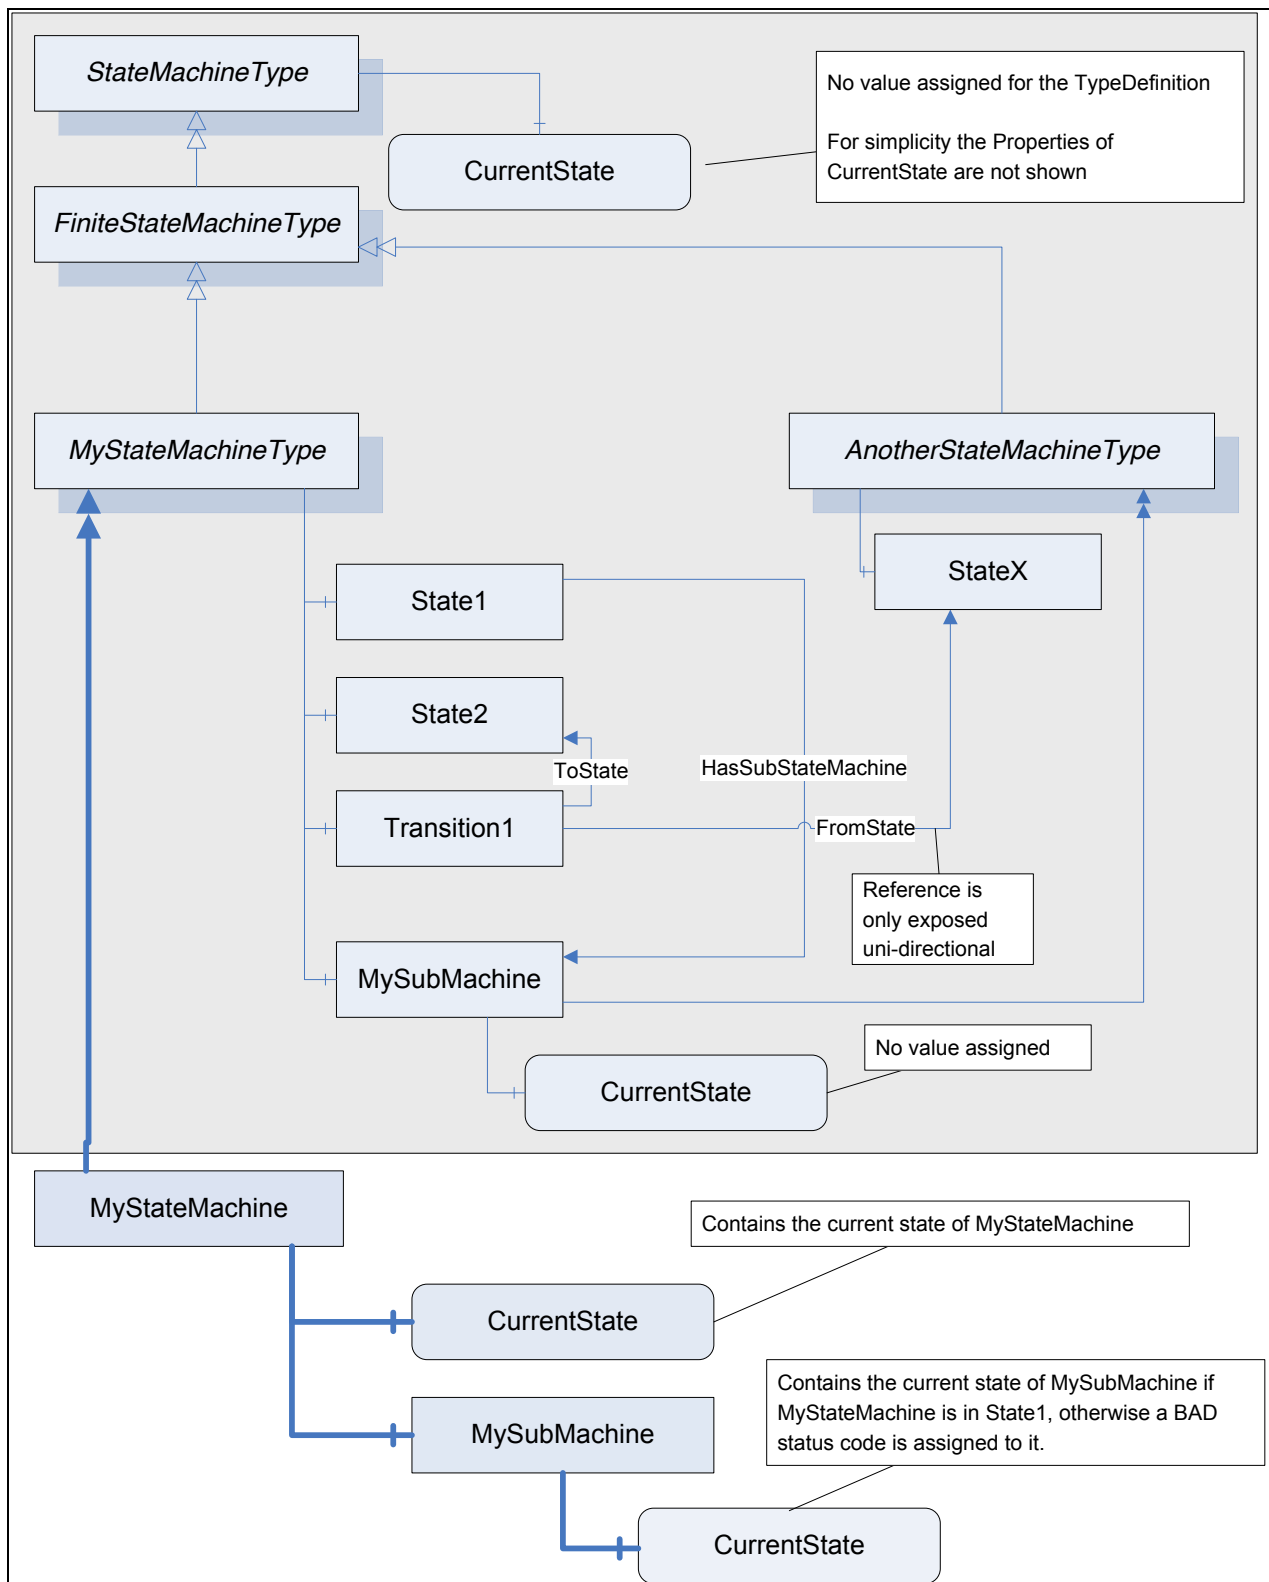 StateMachineType
No value assigned for the TypeDefinition
For simplicity the Properties of
CurrentState are not shown
CurrentState
FiniteStateMachineType
MyStateMachineType
AnotherStateMachineType
StateX
State1
State2
ToState
HasSubStateMachine
Transition1
FromState
Reference is
only exposed
uni-directional
MySubMachine
No value assigned
CurrentState
MyStateMachine
Contains the current state of MyStateMachine
CurrentState
Contains the current state of MySubMachine if
MyStateMachine is in State1, otherwise a BAD
status code is assigned to it.
MySubMachine
CurrentState